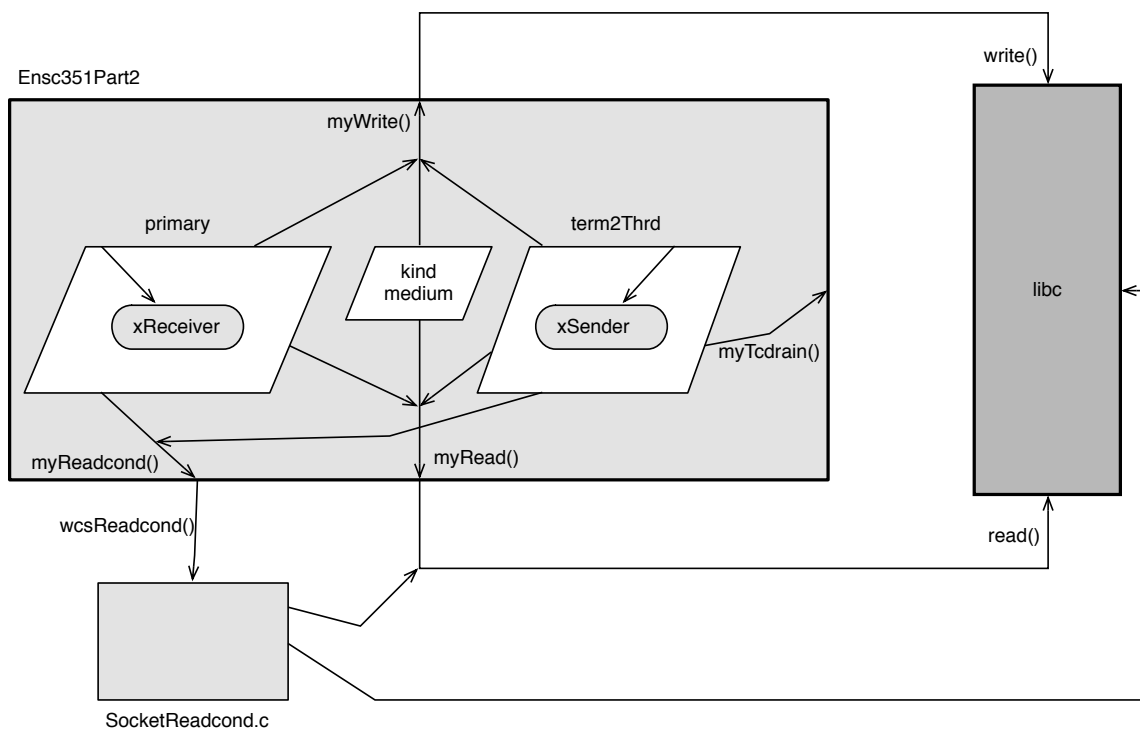 write()
Ensc351Part2
myWrite()
primary
term2Thrd
kind
medium
libc
xReceiver
xSender
myTcdrain()
myReadcond()
myRead()
wcsReadcond()
read()
SocketReadcond.c